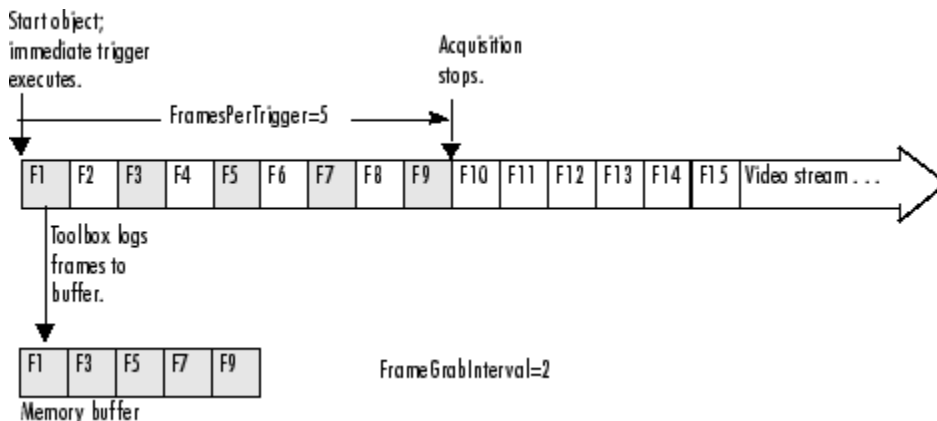 Start object;
immediate trigger
executes.
Acquisition
stops.
FramesPerTrigger=5
F1 F2 F3 F4 F5 F6 F7 F8 F9 F10 F11 F12 F13 F14 F15 Video stream . . .
Toolbox logs
frames to
buffer.
F1 F3 F5 F7 F9
FrameGrabInterval=2
Memory buffer